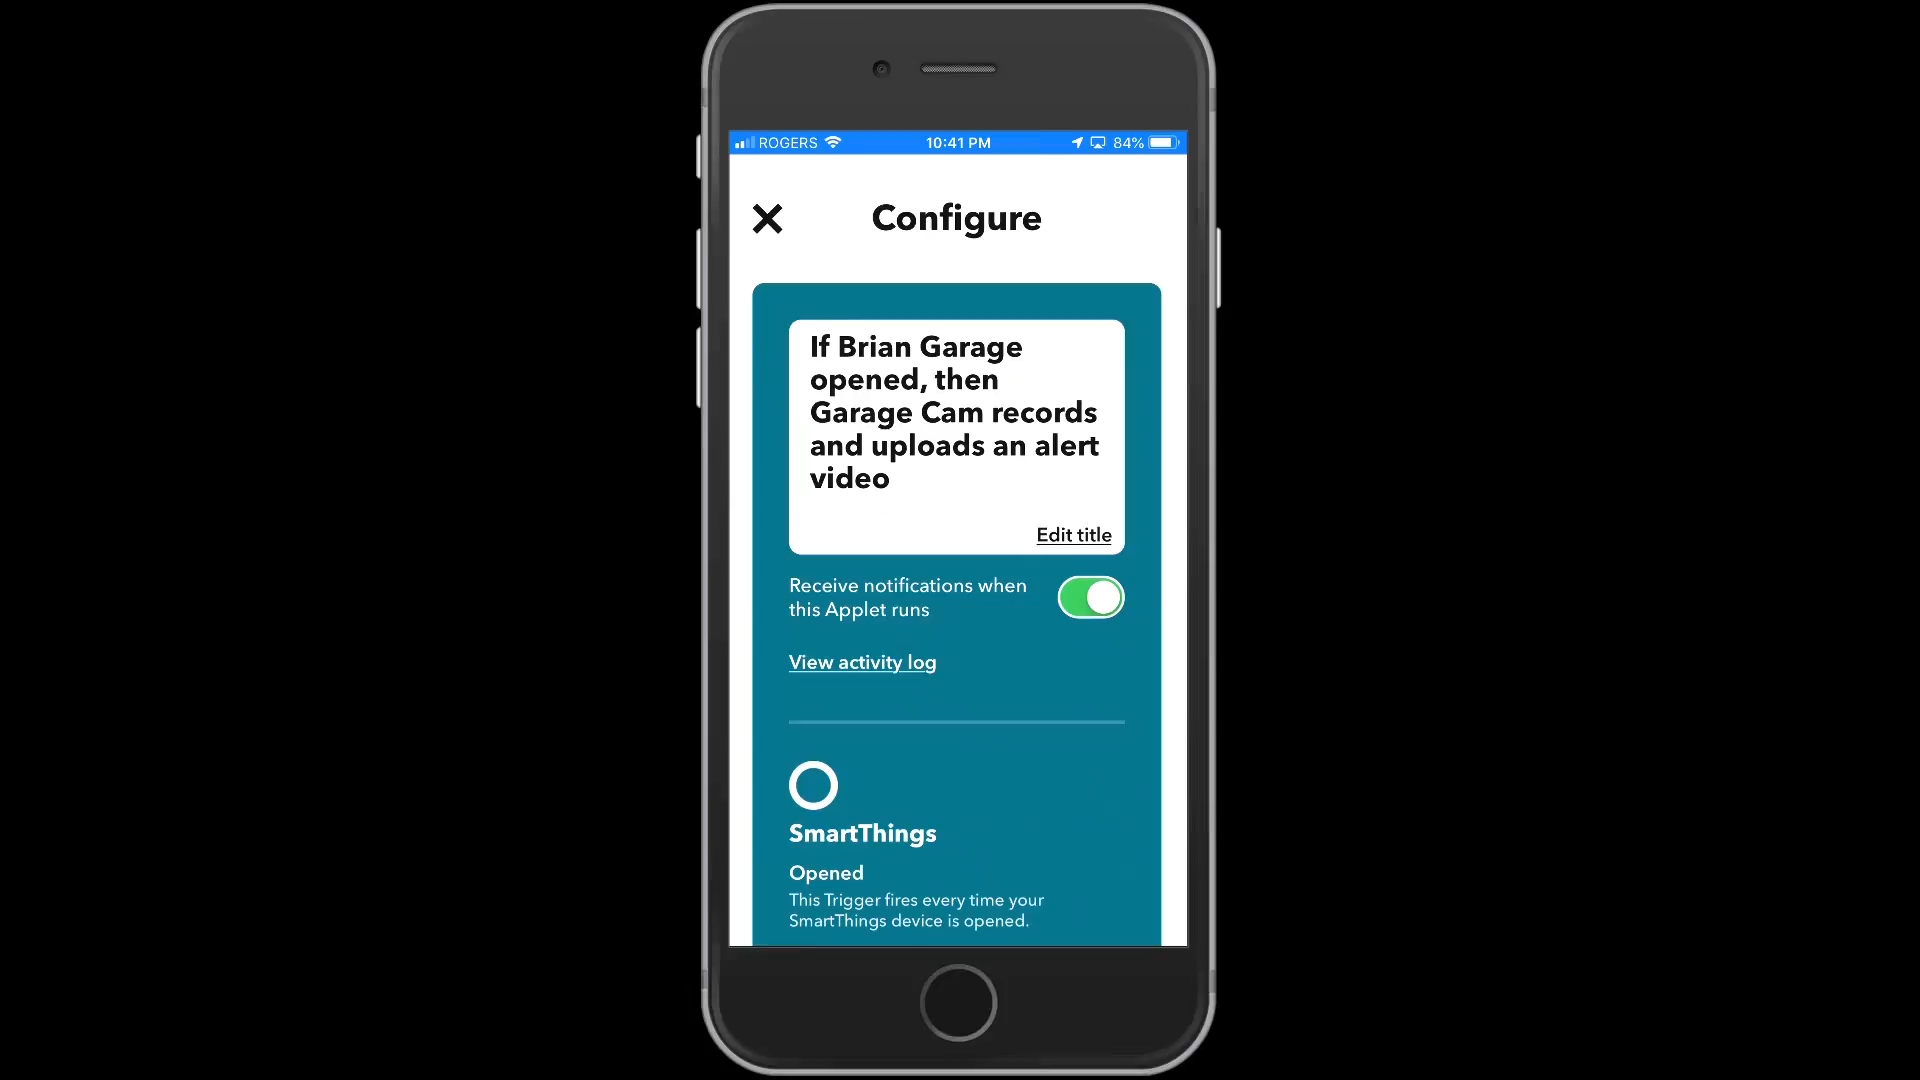 ROGERS 10:41 PM 84%
Configure
If Brian Garage
opened, then
Garage Cam records
and uploads an alert
video
Edit title
Receive notifications when
this Applet runs
View activity log
SmartThings
Opened
This Trigger fires every time your
SmartThings device is opened.